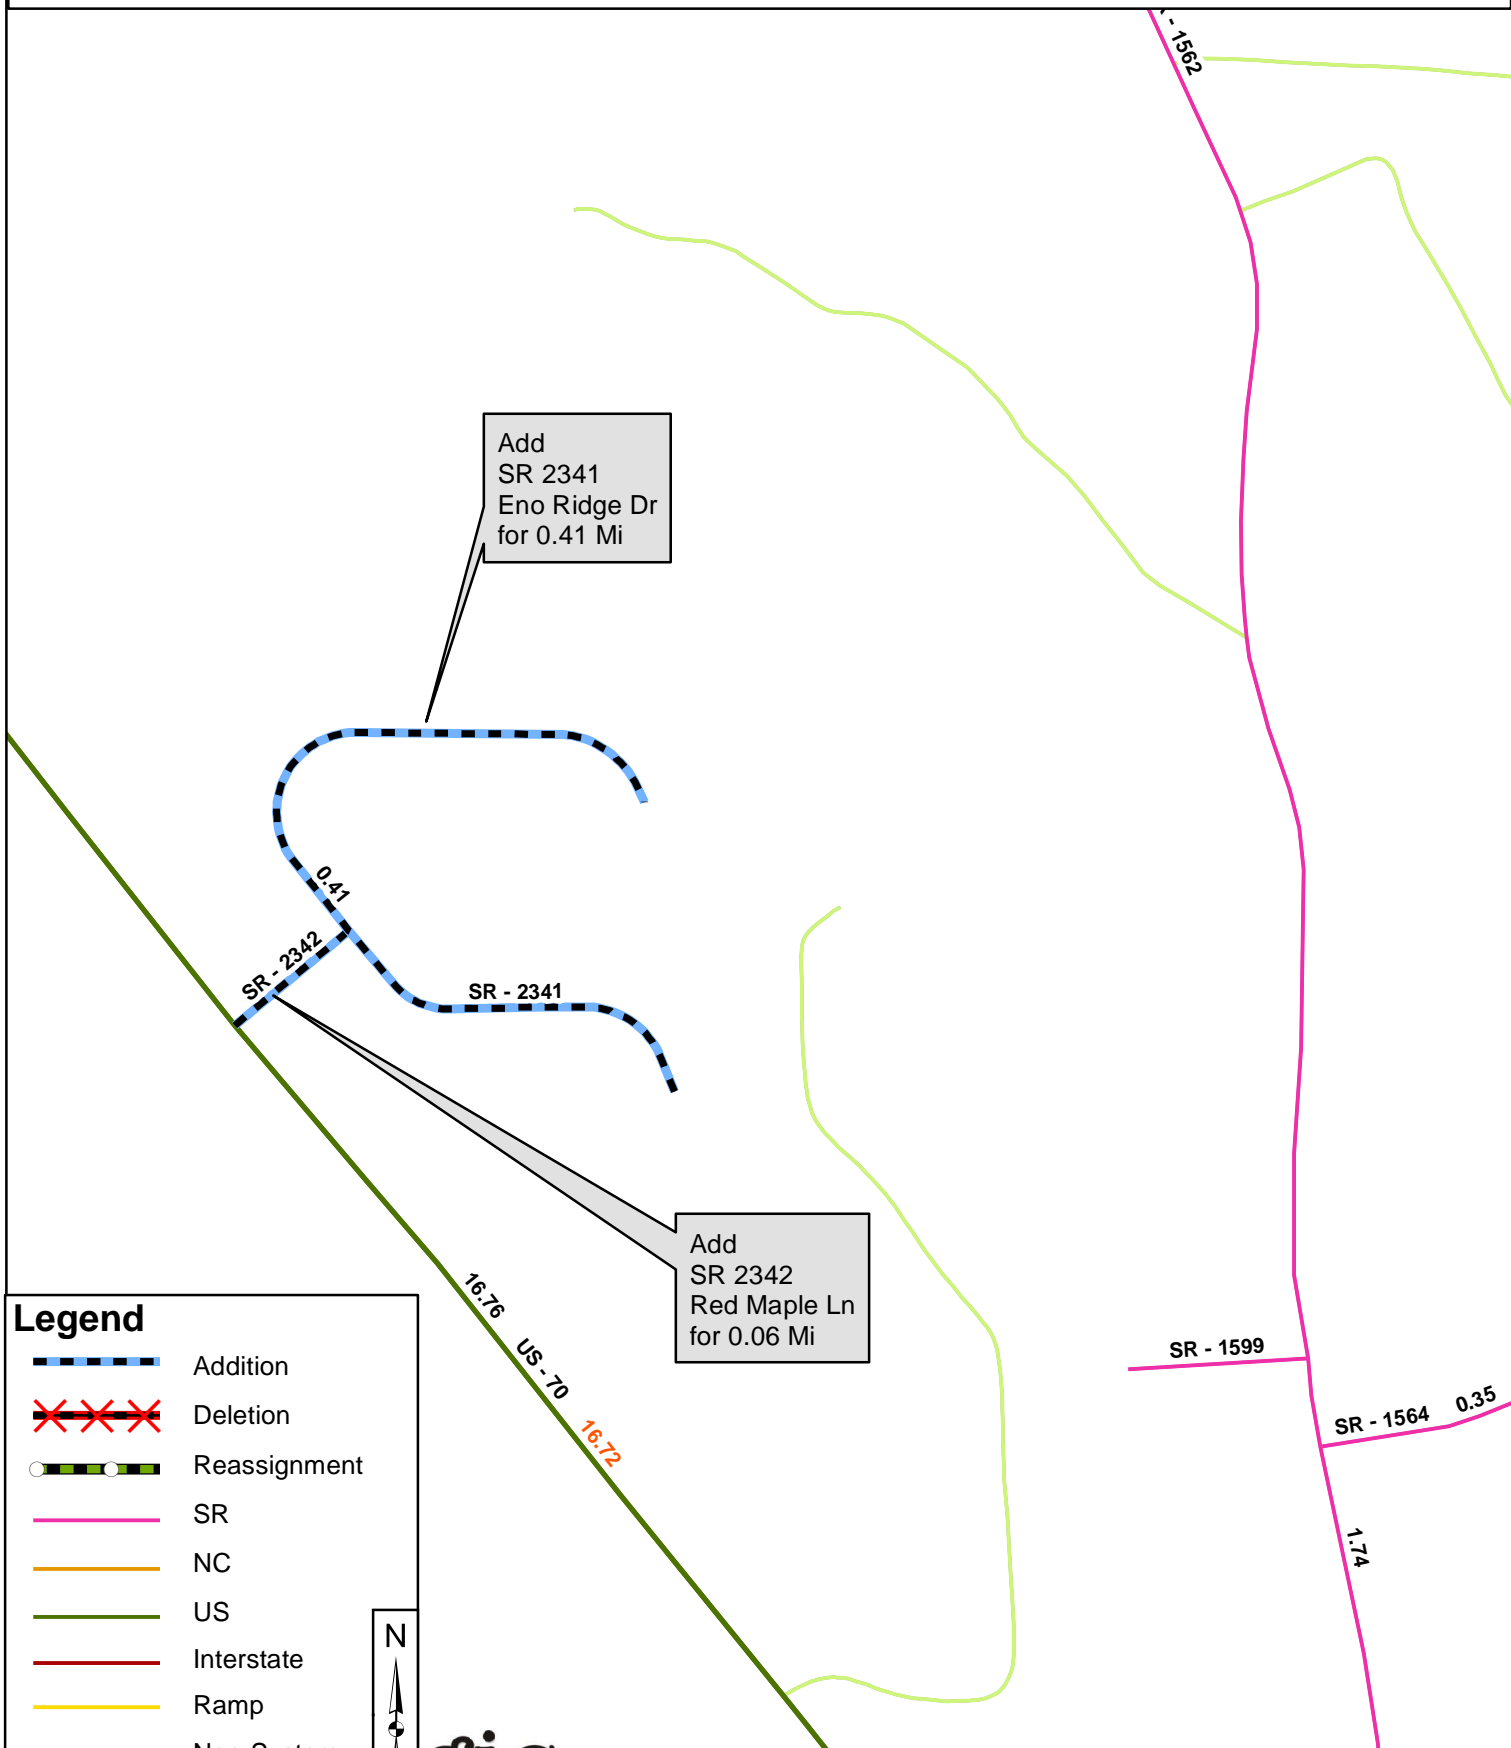 - 1562
Add
SR 2341
Eno Ridge Dr
for 0.41 Mi
0.41
SR - 2342
SR - 2341
Add
SR 2342
Red Maple Ln
for 0.06 Mi
16.76
US - 70
16.72
SR - 1599
SR - 1564
0.35
1.74
Legend
Addition
Deletion
Reassignment
SR
NC
US
Interstate
Ramp
N